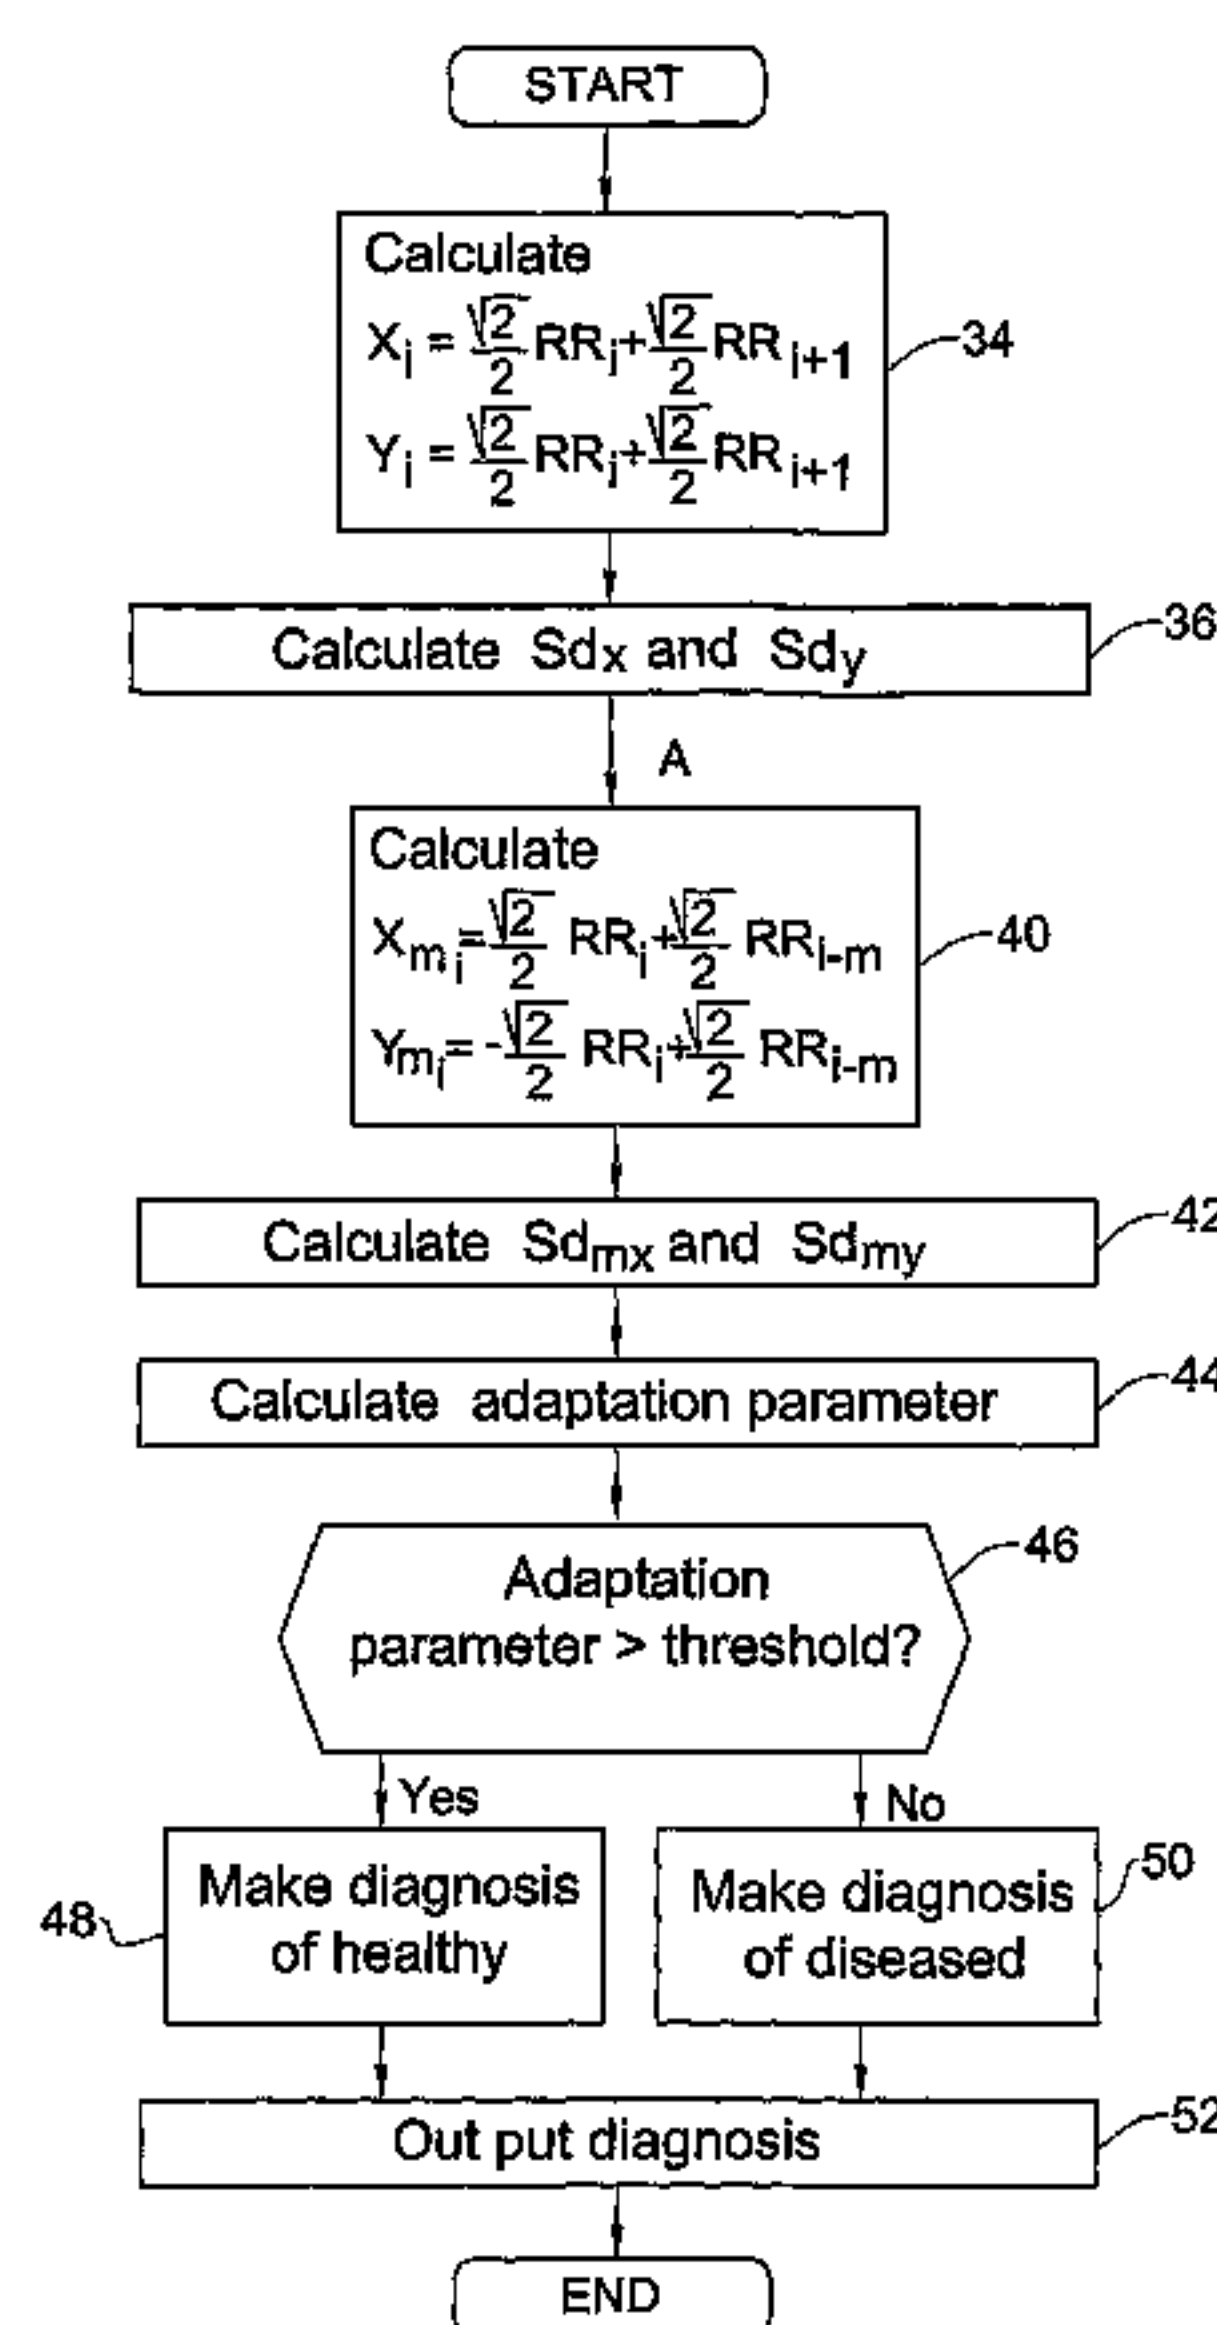 START
Calculate
Xi = √2/2 RRi+ √2/2 RR i+1
34
Yi = √2/2 RRi+ √2/2 RR i+1
Calculate Sdx and Sdy
36
A
Calculate
Xmi= √2/2 RRi+ √2/2 RRi-m
40
Ymi= -√2/2 RRi+ √2/2 RRi-m
Calculate Sdmx and Sdmy
42
Calculate adaptation parameter
44
Adaptation
parameter > threshold?
46
Yes
No
Make diagnosis
of healthy
48
Make diagnosis
of diseased
50
Out put diagnosis
52
END